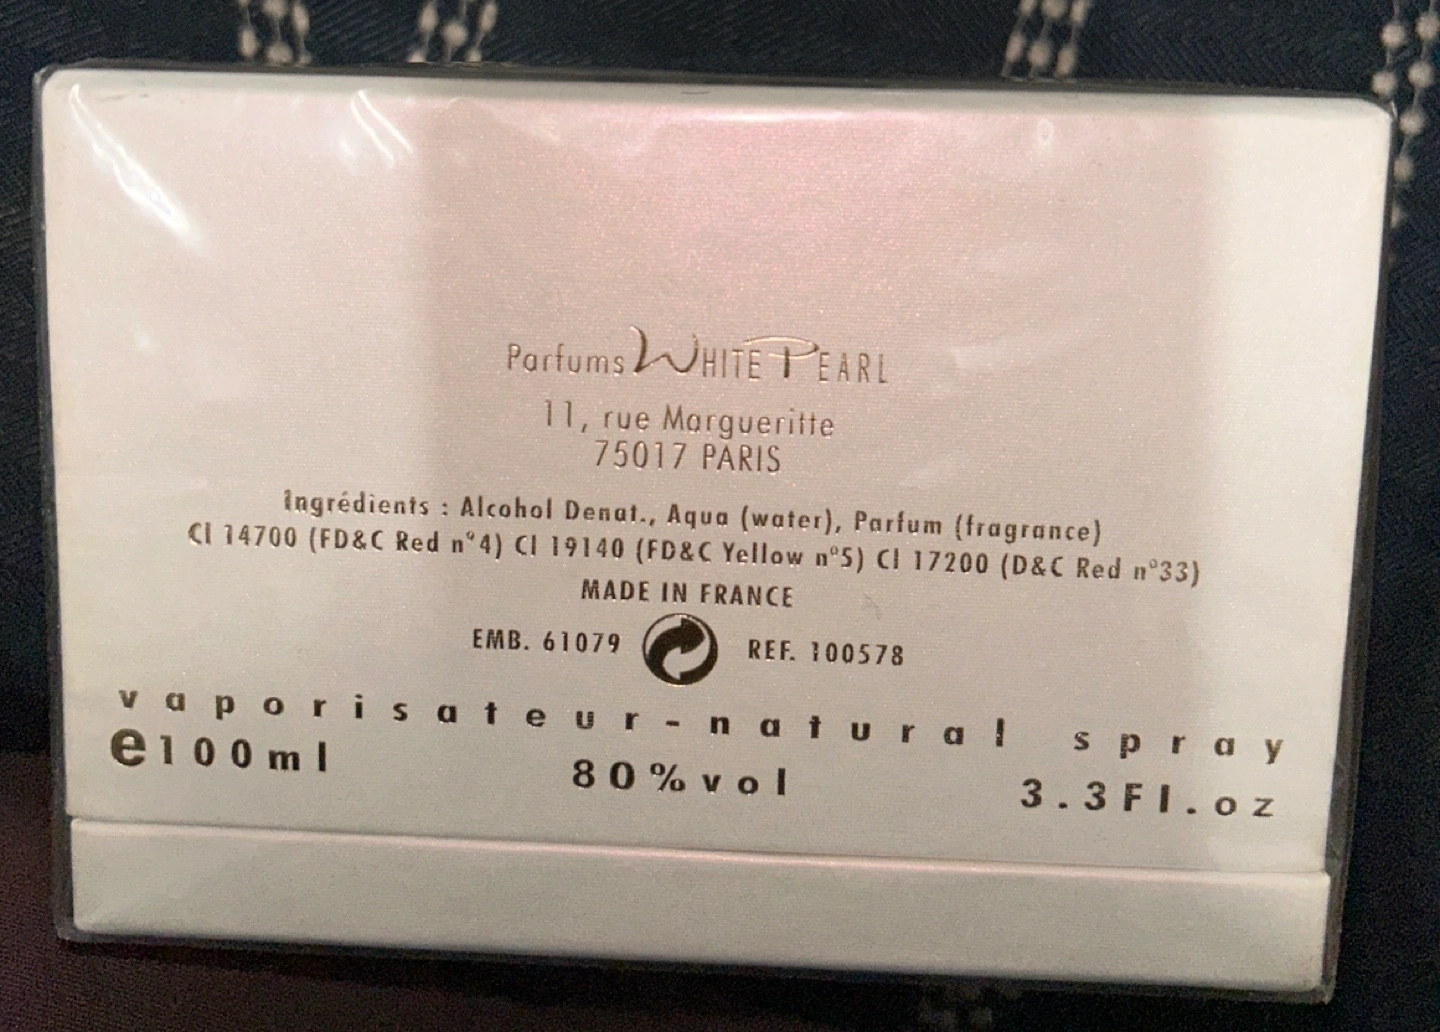 Parfums WHITE PEARL
11, rue Margueritte
75017 PARIS
Ingrédients : Alcohol Denat., Aqua (water), Parfum (fragrance)
CI 14700 (FD&C Red n°4) CI 19140 (FD&C Yellow n°5) CI 17200 (D&C Red n°33)
MADE IN FRANCE
EMB. 61079 REF. 100578
vaporisateur-natural spray
e100ml 80%vol 3.3Fl.oz